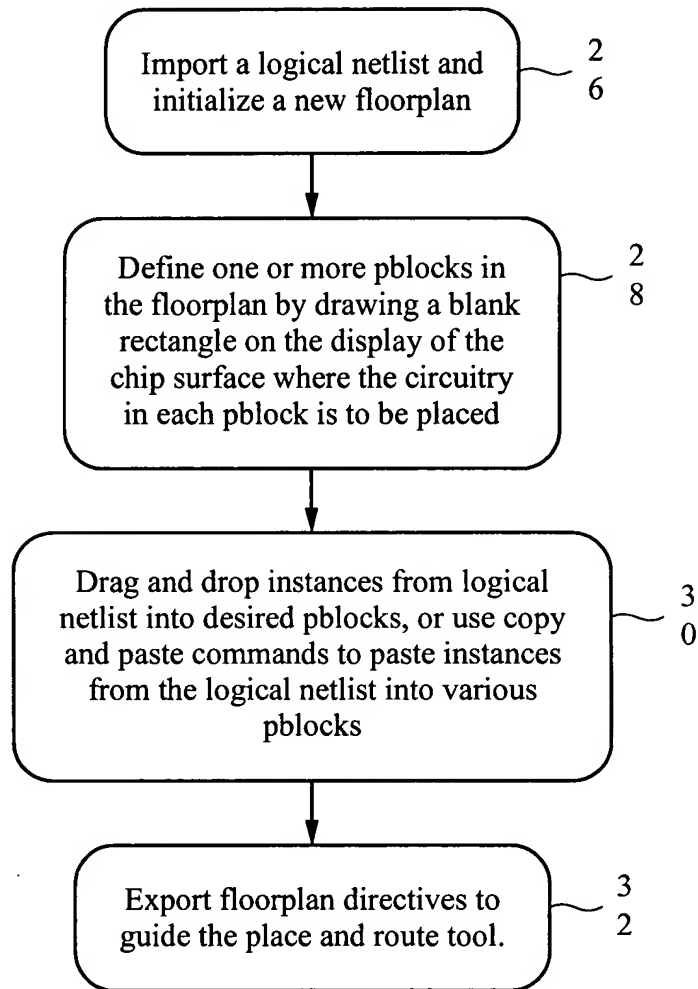 Import a logical netlist and
initialize a new floorplan
2
6
Define one or more pblocks in
the floorplan by drawing a blank
rectangle on the display of the
chip surface where the circuitry
in each pblock is to be placed
2
8
Drag and drop instances from logical
netlist into desired pblocks, or use copy
and paste commands to paste instances
from the logical netlist into various
pblocks
3
0
Export floorplan directives to
guide the place and route tool.
3
2